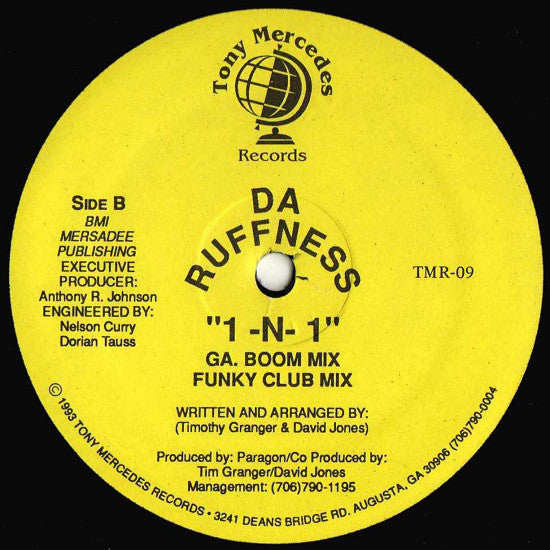 Tony Mercedes
Records
SIDE B
BMI
MERSADEE
PUBLISHING
EXECUTIVE
PRODUCER:
Anthony R. Johnson
ENGINEERED BY:
Nelson Curry
Dorian Tauss
DA
RUFFNESS
TMR-09
"1 -N- 1"
GA. BOOM MIX
FUNKY CLUB MIX
WRITTEN AND ARRANGED BY:
(Timothy Granger & David Jones)
Produced by: Paragon/Co Produced by:
Tim Granger/David Jones
Management: (706)790-1195
© 1993 TONY MERCEDES RECORDS • 3241 DEANS BRIDGE RD. AUGUSTA, GA 30906 (706)790-0004